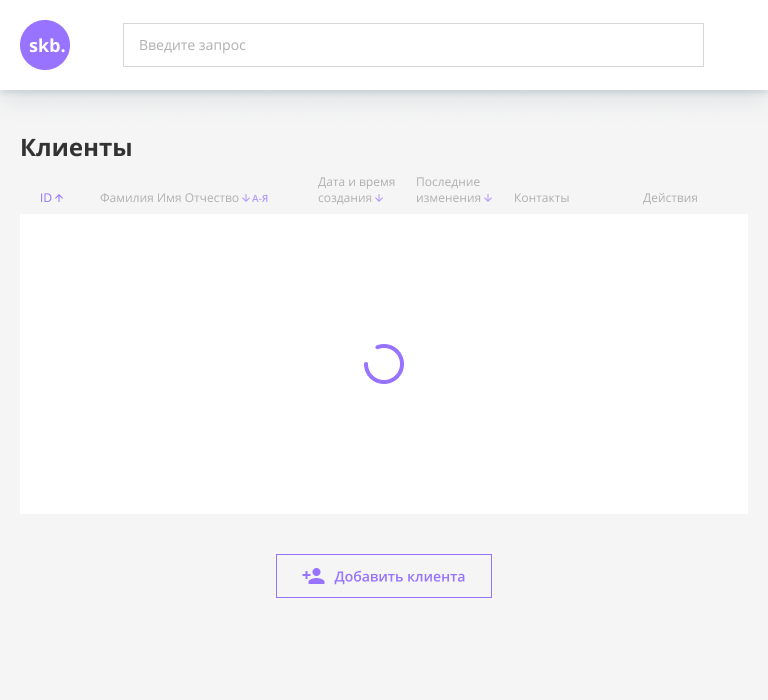 skb.
Введите запрос
Клиенты
ID
Фамилия Имя Отчество А-Я
Дата и время
создания
Последние
изменения
Контакты
Действия
Добавить клиента